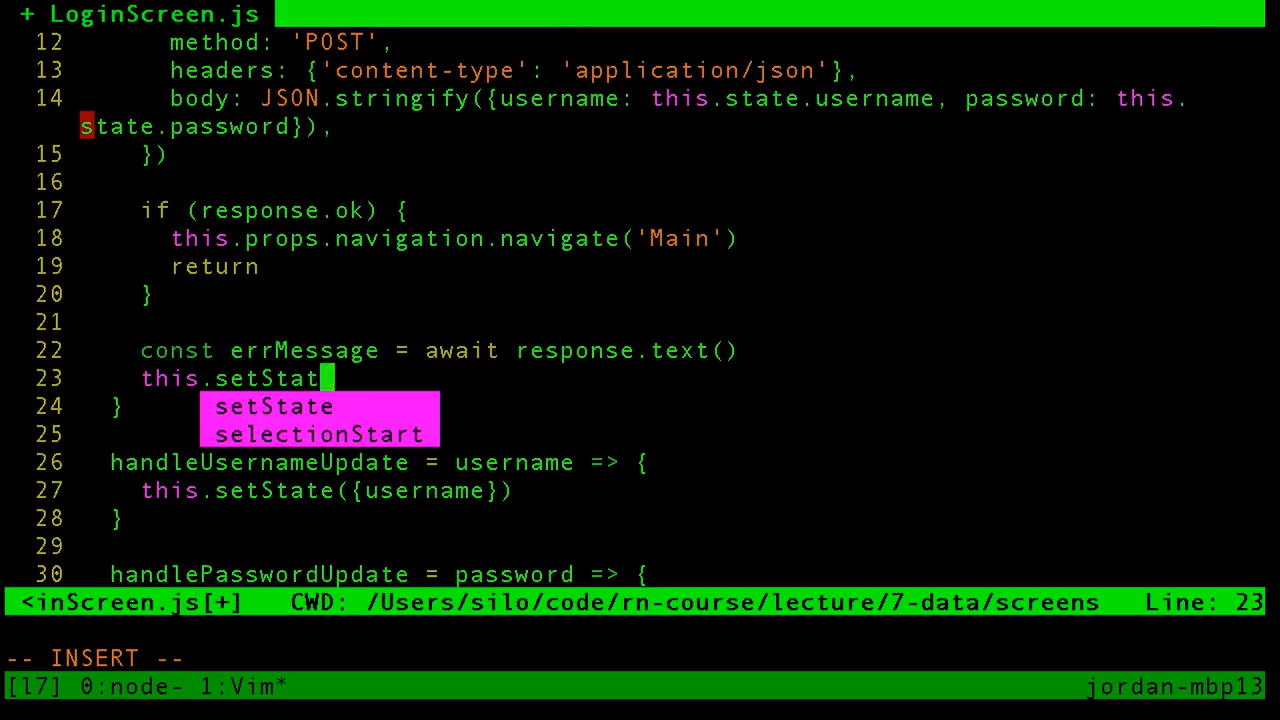 + LoginScreen.js
12 method: 'POST',
13 headers: {'content-type': 'application/json'},
14 body: JSON.stringify({username: this.state.username, password: this.
state.password}),
15 })
16
17 if (response.ok) {
18 this.props.navigation.navigate('Main')
19 return
20 }
21
22 const errMessage = await response.text()
23 this.setStat
24 } setState
25 selectionStart
26 handleUsernameUpdate = username => {
27 this.setState({username})
28 }
29
30 handlePasswordUpdate = password => {
<inScreen.js[+] CWD: /Users/silo/code/rn-course/lecture/7-data/screens Line: 23
-- INSERT --
[l7] 0:node- 1:Vim* jordan-mbp13